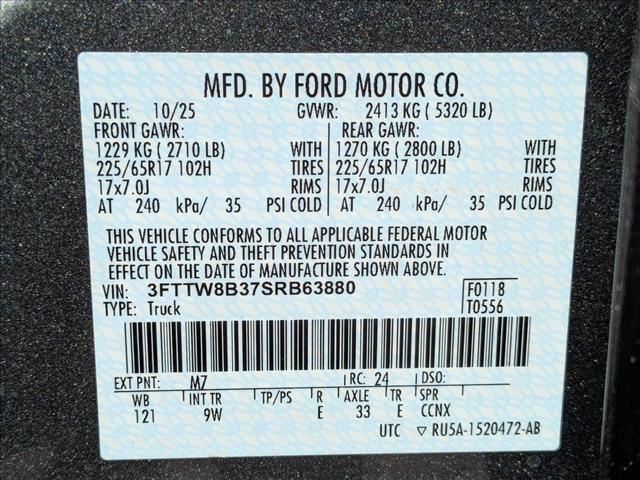 MFD. BY FORD MOTOR CO.
DATE: 10/25 GVWR: 2413 KG ( 5320 LB)
FRONT GAWR: REAR GAWR:
1229 KG ( 2710 LB) WITH 1270 KG ( 2800 LB) WITH
225/65R17 102H TIRES 225/65R17 102H TIRES
17x7.0J RIMS 17x7.0J RIMS
AT 240 kPa/ 35 PSI COLD AT 240 kPa/ 35 PSI COLD
THIS VEHICLE CONFORMS TO ALL APPLICABLE FEDERAL MOTOR
VEHICLE SAFETY AND THEFT PREVENTION STANDARDS IN
EFFECT ON THE DATE OF MANUFACTURE SHOWN ABOVE.
VIN: 3FTTW8B37SRB63880 F0118
TYPE: Truck T0556
EXT PNT: M7 RC: 24 DSO:
WB INT TR TP/PS R AXLE TR SPR
121 9W E 33 E CCNX
UTC ▽ RU5A-1520472-AB